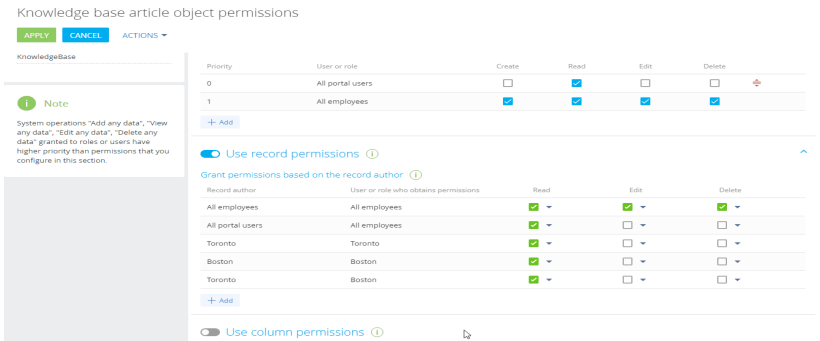 Knowledge base article object permissions
APPLY CANCEL ACTIONS
KnowledgeBase
i Note
System operations "Add any data", "View
any data", "Edit any data", "Delete any
data" granted to roles or users have
higher priority than permissions that you
configure in this section.
Priority User or role Create Read Edit Delete
0 All portal users
1 All employees
+ Add
Use record permissions i
Grant permissions based on the record author i
Record author User or role who obtains permissions Read Edit Delete
All employees All employees
All portal users All employees
Toronto Toronto
Boston Boston
Toronto Boston
+ Add
Use column permissions i